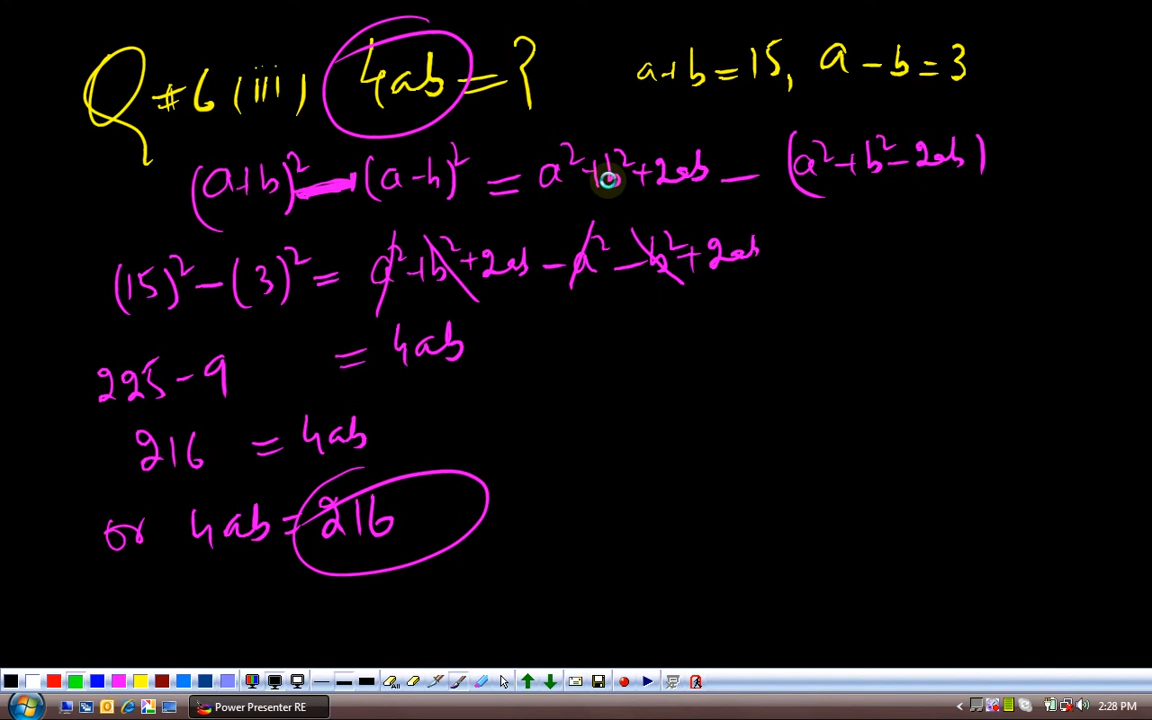 Q #6 (iii) 4ab = ? a+b = 15, a - b = 3
(a+b)² - (a - b)² = a² + b² + 2ab - (a² + b² - 2ab)
(15)² - (3)² = a² + b² + 2ab - a² - b² + 2ab
225 - 9 = 4ab
216 = 4ab
or 4ab = 216
All
Power Presenter RE
2:28 PM